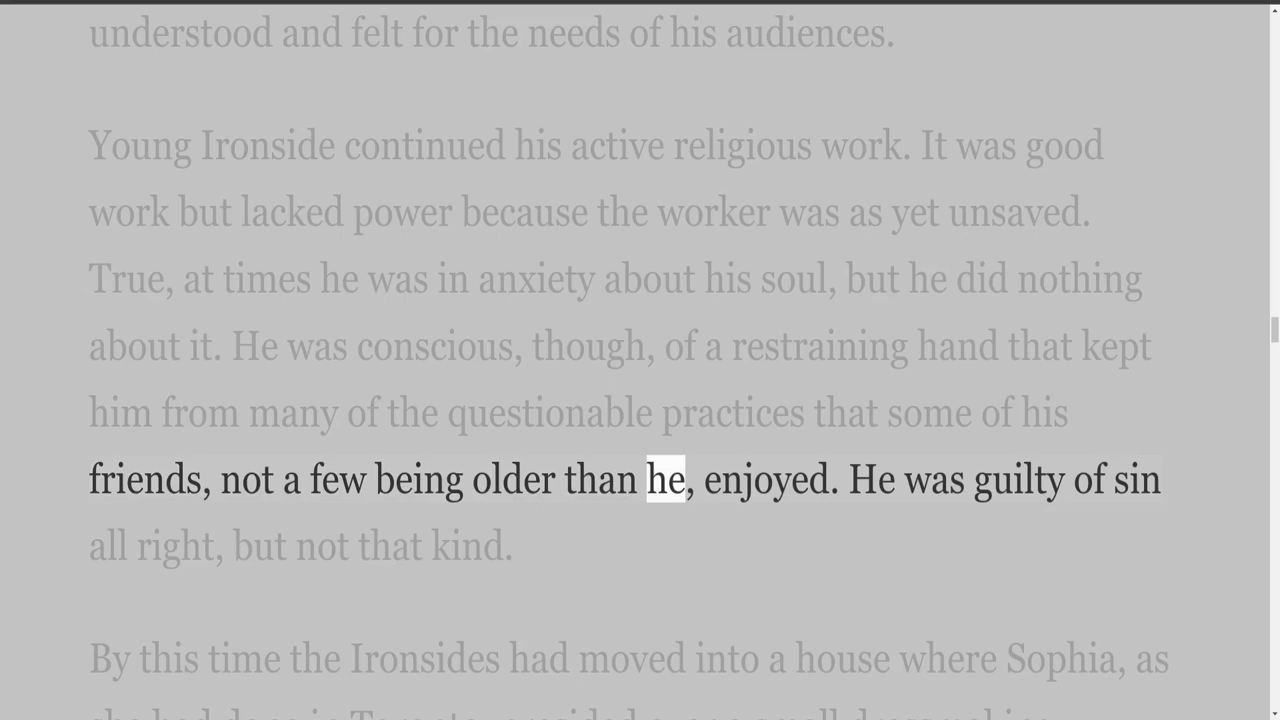 understood and felt for the needs of his audiences.
Young Ironside continued his active religious work. It was good
work but lacked power because the worker was as yet unsaved.
True, at times he was in anxiety about his soul, but he did nothing
about it. He was conscious, though, of a restraining hand that kept
him from many of the questionable practices that some of his
friends, not a few being older than he, enjoyed. He was guilty of sin
all right, but not that kind.
By this time the Ironsides had moved into a house where Sophia, as